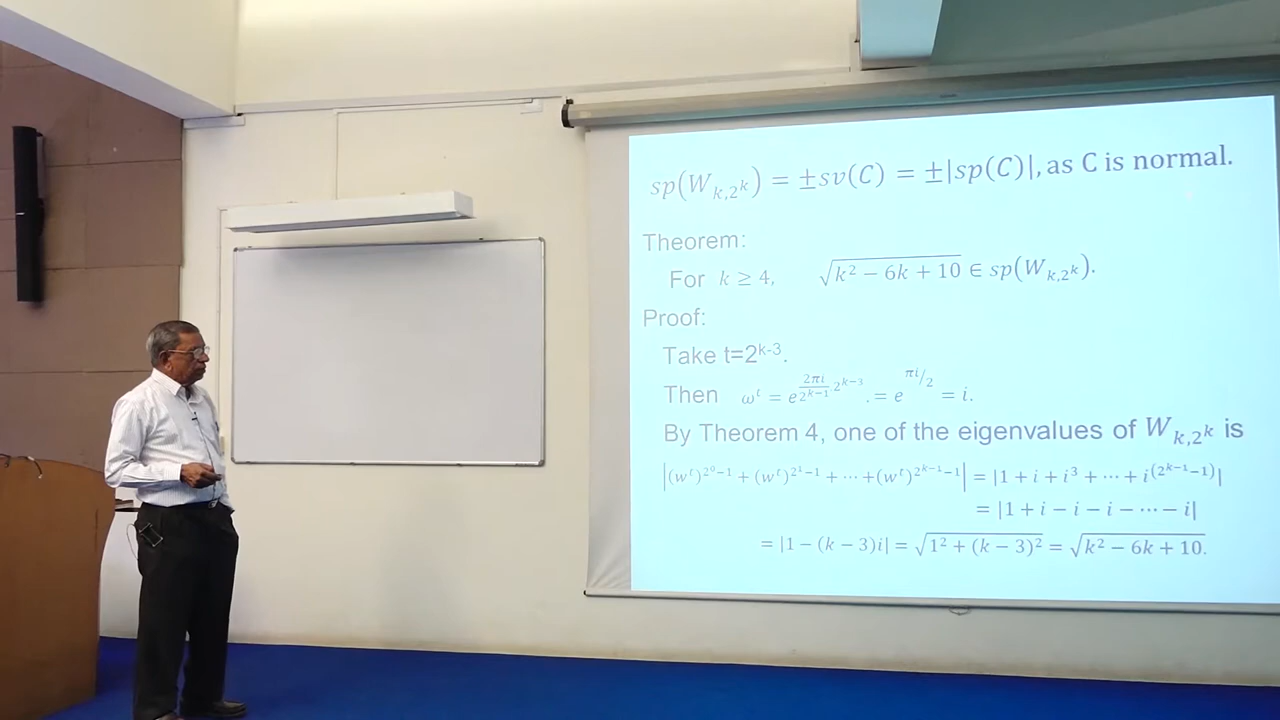 sp(W_{k,2^k}) = ±sv(C) = ±|sp(C)|, as C is normal.
Theorem:
For k ≥ 4, √(k² − 6k + 10) ∈ sp(W_{k,2^k}).
Proof:
Take t=2^{k-3}.
Then ω^t = e^{(2πi/2^{k−1}) 2^{k−3}} . = e^{πi/2} = i.
By Theorem 4, one of the eigenvalues of W_{k,2^k} is
|(w^t)^{2^0−1} + (w^t)^{2^1−1} + ⋯ + (w^t)^{2^{k−1}−1}| = |1 + i + i³ + ⋯ + i^{(2^{k−1}−1)}|
= |1 + i − i − i − ⋯ − i|
= |1 − (k − 3)i| = √(1² + (k − 3)²) = √(k² − 6k + 10).